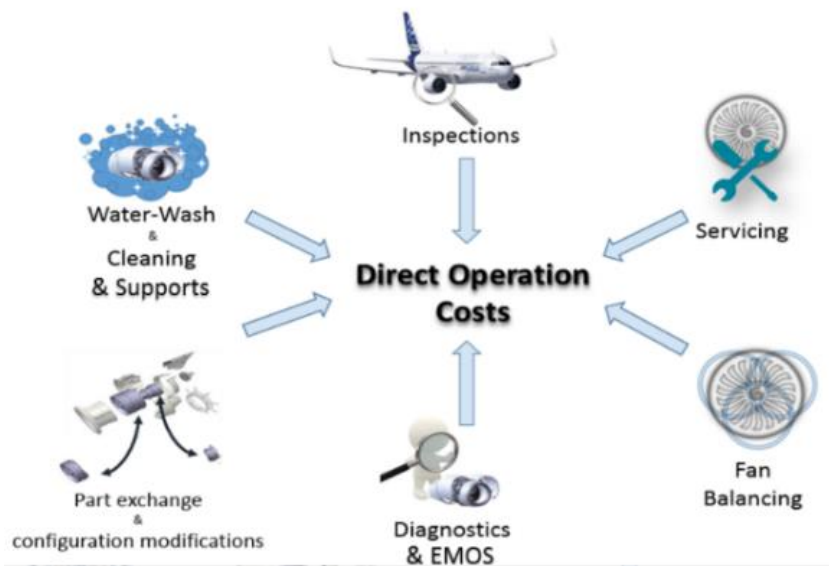 Inspections
Water-Wash
&
Cleaning
& Supports
Servicing
Direct Operation
Costs
Part exchange
&
configuration modifications
Diagnostics
& EMOS
Fan
Balancing